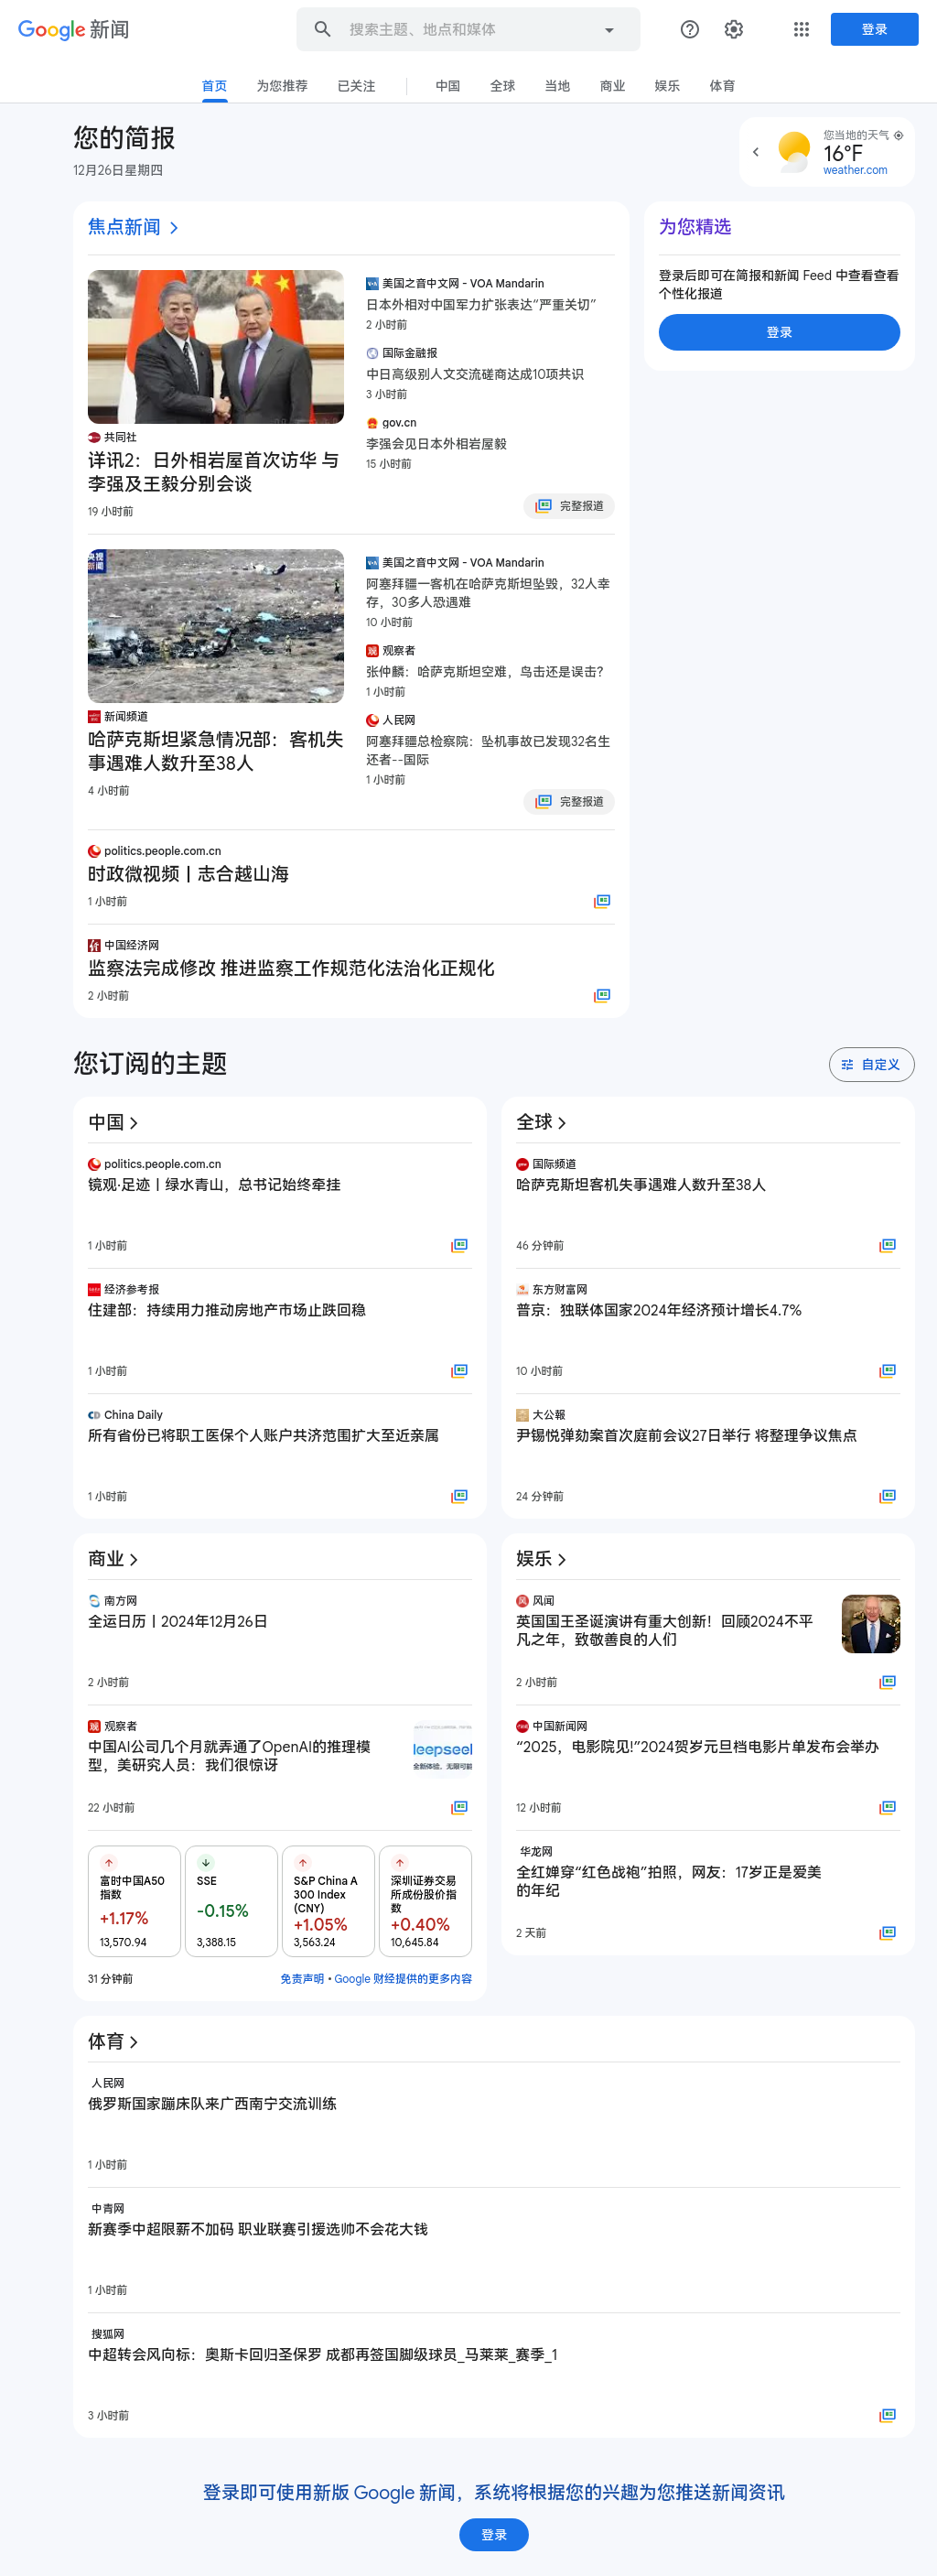 Google 新闻
搜索主题、地点和媒体
登录
首页
为您推荐
已关注
中国
全球
当地
商业
娱乐
体育
您的简报
12月26日星期四
您当地的天气
16°F
weather.com
焦点新闻
共同社
详讯2：日外相岩屋首次访华 与
李强及王毅分别会谈
19 小时前
美国之音中文网 - VOA Mandarin
日本外相对中国军力扩张表达“严重关切”
2 小时前
国际金融报
中日高级别人文交流磋商达成10项共识
3 小时前
gov.cn
李强会见日本外相岩屋毅
15 小时前
完整报道
央视
新闻
新闻频道
哈萨克斯坦紧急情况部：客机失
事遇难人数升至38人
4 小时前
美国之音中文网 - VOA Mandarin
阿塞拜疆一客机在哈萨克斯坦坠毁，32人幸
存，30多人恐遇难
10 小时前
观察者
张仲麟：哈萨克斯坦空难，鸟击还是误击？
1 小时前
人民网
阿塞拜疆总检察院：坠机事故已发现32名生
还者--国际
1 小时前
完整报道
politics.people.com.cn
时政微视频丨志合越山海
1 小时前
中国经济网
监察法完成修改 推进监察工作规范化法治化正规化
2 小时前
为您精选
登录后即可在简报和新闻 Feed 中查看查看
个性化报道
登录
您订阅的主题
自定义
中国
politics.people.com.cn
镜观·足迹丨绿水青山，总书记始终牵挂
1 小时前
经济参考报
住建部：持续用力推动房地产市场止跌回稳
1 小时前
China Daily
所有省份已将职工医保个人账户共济范围扩大至近亲属
1 小时前
全球
国际频道
哈萨克斯坦客机失事遇难人数升至38人
46 分钟前
东方财富网
普京：独联体国家2024年经济预计增长4.7%
10 小时前
大公報
尹锡悦弹劾案首次庭前会议27日举行 将整理争议焦点
24 分钟前
商业
南方网
全运日历丨2024年12月26日
2 小时前
观察者
中国AI公司几个月就弄通了OpenAI的推理模
型，美研究人员：我们很惊讶
leepseel
全新体验，无限可能
22 小时前
富时中国A50
指数
+1.17%
13,570.94
SSE
-0.15%
3,388.15
S&P China A
300 Index
(CNY)
+1.05%
3,563.24
深圳证券交易
所成份股价指
数
+0.40%
10,645.84
31 分钟前
免责声明 • Google 财经提供的更多内容
娱乐
风闻
英国国王圣诞演讲有重大创新！回顾2024不平
凡之年，致敬善良的人们
2 小时前
中国新闻网
“2025，电影院见!”2024贺岁元旦档电影片单发布会举办
12 小时前
华龙网
全红婵穿“红色战袍”拍照，网友：17岁正是爱美
的年纪
2 天前
体育
人民网
俄罗斯国家蹦床队来广西南宁交流训练
1 小时前
中青网
新赛季中超限薪不加码 职业联赛引援选帅不会花大钱
1 小时前
搜狐网
中超转会风向标：奥斯卡回归圣保罗 成都再签国脚级球员_马莱莱_赛季_1
3 小时前
登录即可使用新版 Google 新闻，系统将根据您的兴趣为您推送新闻资讯
登录